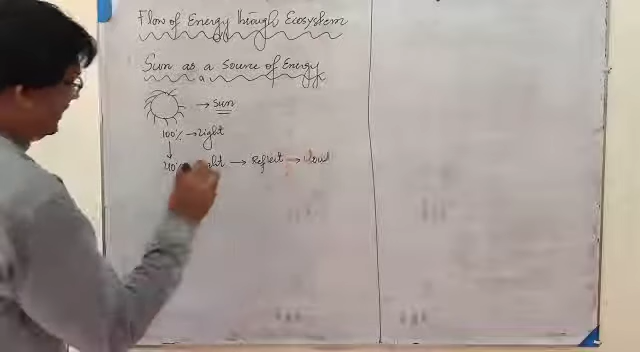 Flow of Energy through Ecosystem
Sun as a source of Energy
→ Sun
100% → Light
↓
→ Reflect → Cloud